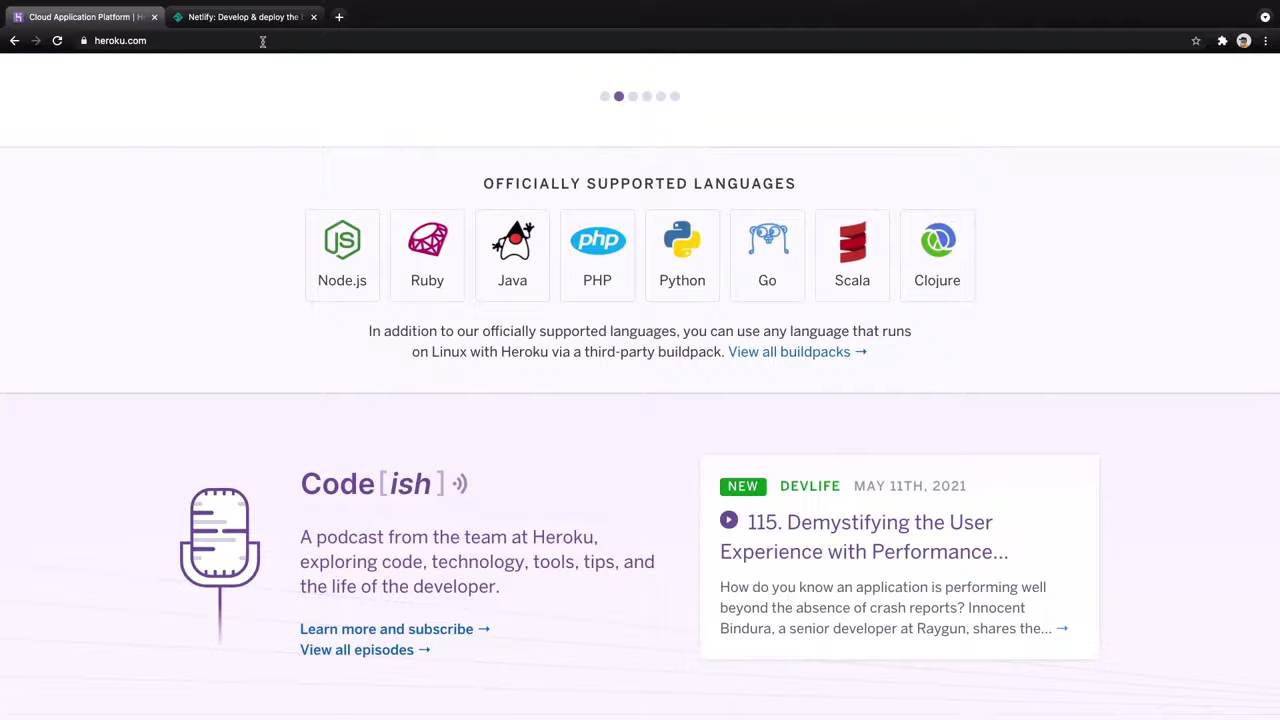 Cloud Application Platform | H
Netlify: Develop & deploy the b
heroku.com
OFFICIALLY SUPPORTED LANGUAGES
JS
php
Node.js
Ruby
Java
PHP
Python
Go
Scala
Clojure
In addition to our officially supported languages, you can use any language that runs
on Linux with Heroku via a third-party buildpack. View all buildpacks →
Code[ish]
A podcast from the team at Heroku,
exploring code, technology, tools, tips, and
the life of the developer.
Learn more and subscribe →
View all episodes →
NEW DEVLIFE MAY 11TH, 2021
115. Demystifying the User
Experience with Performance...
How do you know an application is performing well
beyond the absence of crash reports? Innocent
Bindura, a senior developer at Raygun, shares the... →